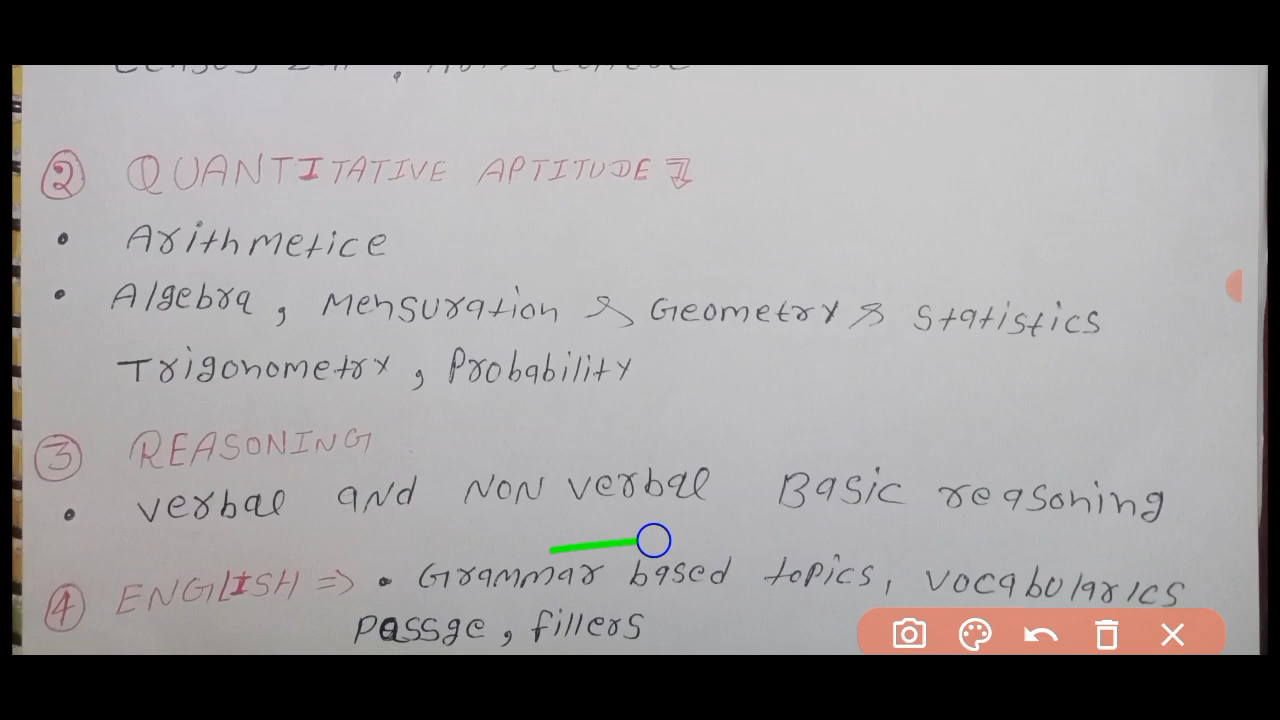 ② QUANTITATIVE APTITUDE
• Arithmetice
• Algebra, Mensuration & Geometry & Statistics
Trigonometry, Probability
③ REASONING
• Verbal AND NON Verbal Basic reasoning
④ ENGLISH => • Grammar based topics, Vocabularics
Passge, fillers